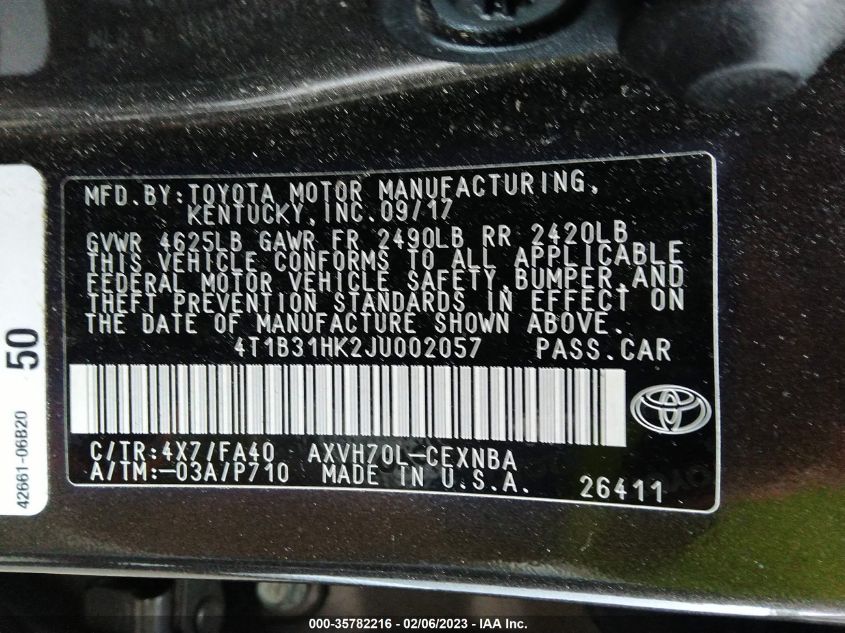 MFD.BY:TOYOTA MOTOR MANUFACTURING,
KENTUCKY,INC.09/17
GVWR 4625LB GAWR FR 2490LB RR 2420LB
THIS VEHICLE CONFORMS TO ALL APPLICABLE
FEDERAL MOTOR VEHICLE SAFETY,BUMPER,AND
THEFT PREVENTION STANDARDS IN EFFECT ON
THE DATE OF MANUFACTURE SHOWN ABOVE.
4T1B31HK2JU002057 PASS.CAR
C/TR:4X7/FA40 AXVH70L-CEXNBA
A/TM:-03A/P710 MADE IN U.S.A. 26411
50
42661-06B20
000-35782216 - 02/06/2023 - IAA Inc.